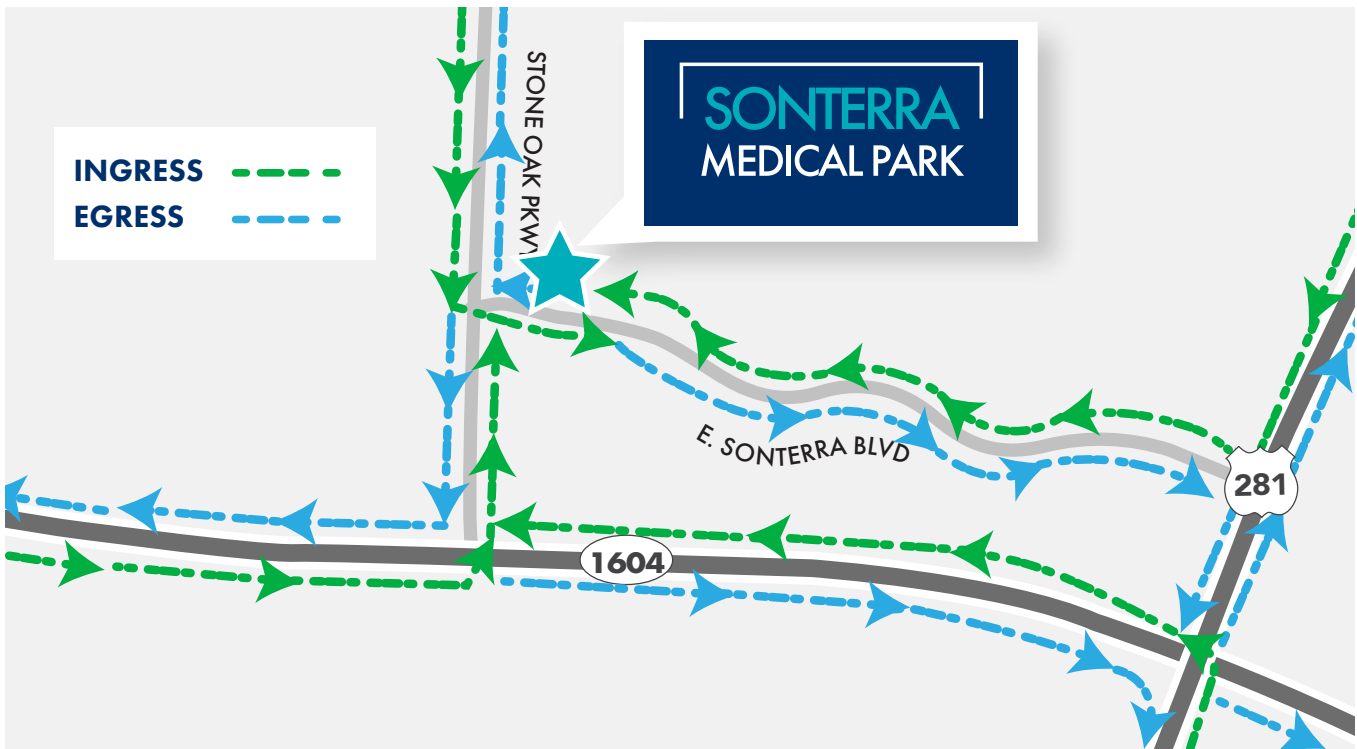 STONE OAK PKWY
SONTERRA
MEDICAL PARK
INGRESS
EGRESS
E. SONTERRA BLVD
281
1604